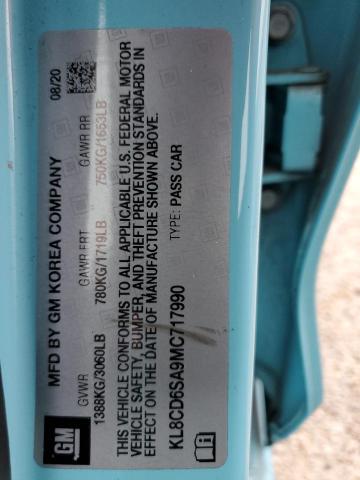 MFD BY GM KOREA COMPANY 08/20
GVWR GAWR FRT GAWR RR
1388KG/3060LB 780KG/1719LB 750KG/1653LB
THIS VEHICLE CONFORMS TO ALL APPLICABLE U.S. FEDERAL MOTOR
VEHICLE SAFETY, BUMPER, AND THEFT PREVENTION STANDARDS IN
EFFECT ON THE DATE OF MANUFACTURE SHOWN ABOVE.
TYPE: PASS CAR
KL8CD6SA9MC717990
GM